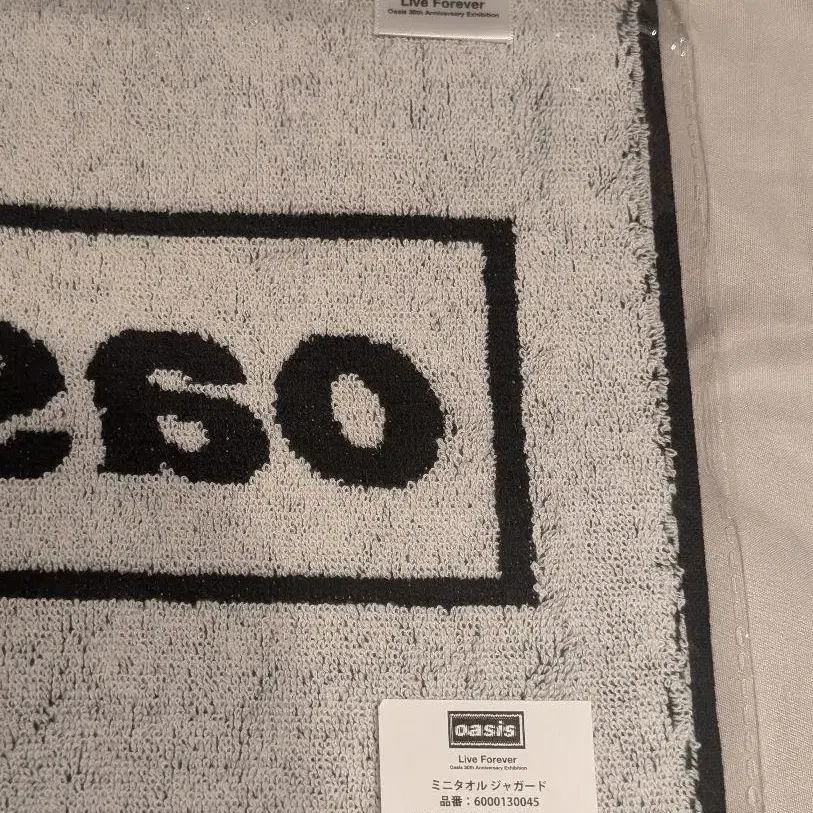 Live Forever
Oasis 30th Anniversary Exhibition
oas
oasis
Live Forever
Oasis 30th Anniversary Exhibition
ミニタオル ジャガード
品番：6000130045